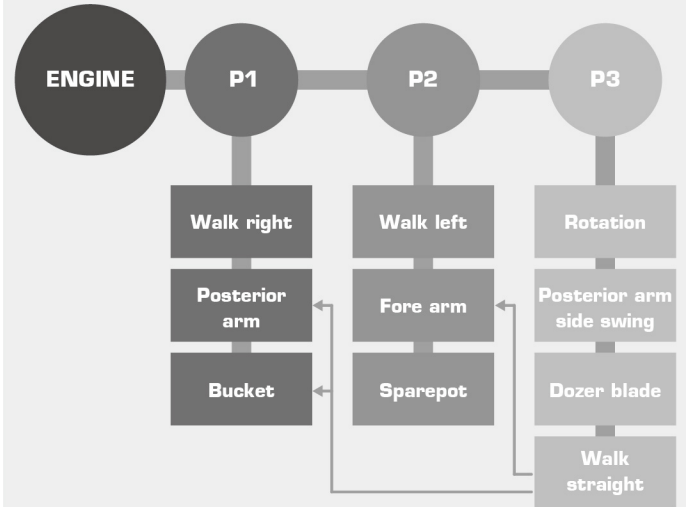 ENGINE
P1
P2
P3
Walk right
Walk left
Rotation
Posterior
arm
Fore arm
Posterior arm
side swing
Bucket
Sparepot
Dozer blade
Walk
straight